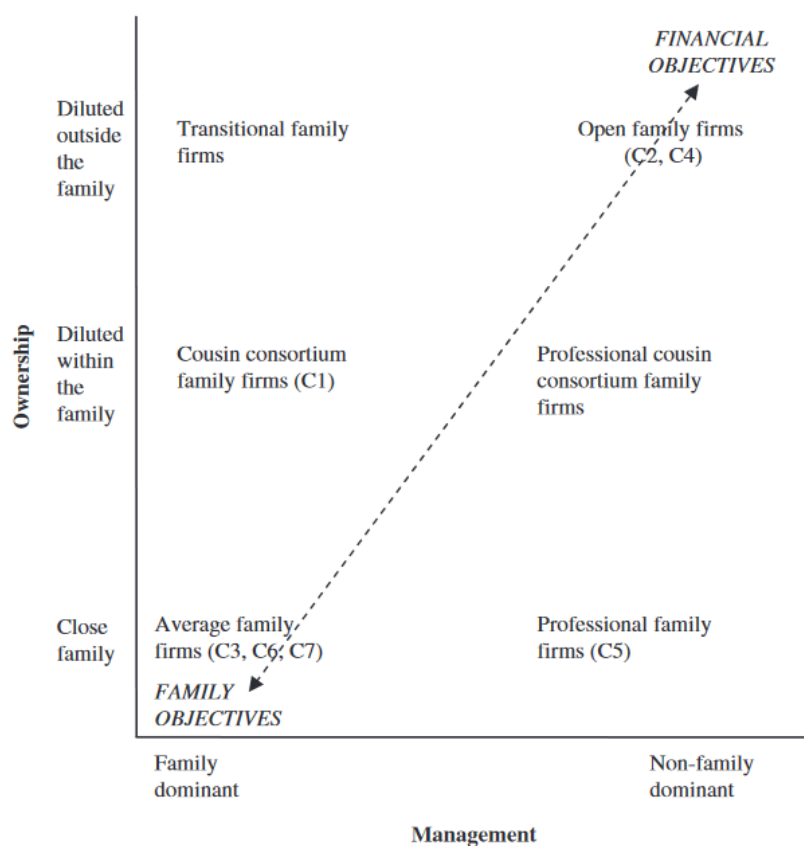 FINANCIAL
OBJECTIVES
Diluted
outside
the
family
Transitional family
firms
Open family firms
(C2, C4)
Ownership
Diluted
within
the
family
Cousin consortium
family firms (C1)
Professional cousin
consortium family
firms
Close
family
Average family
firms (C3, C6, C7)
Professional family
firms (C5)
FAMILY
OBJECTIVES
Family
dominant
Non-family
dominant
Management